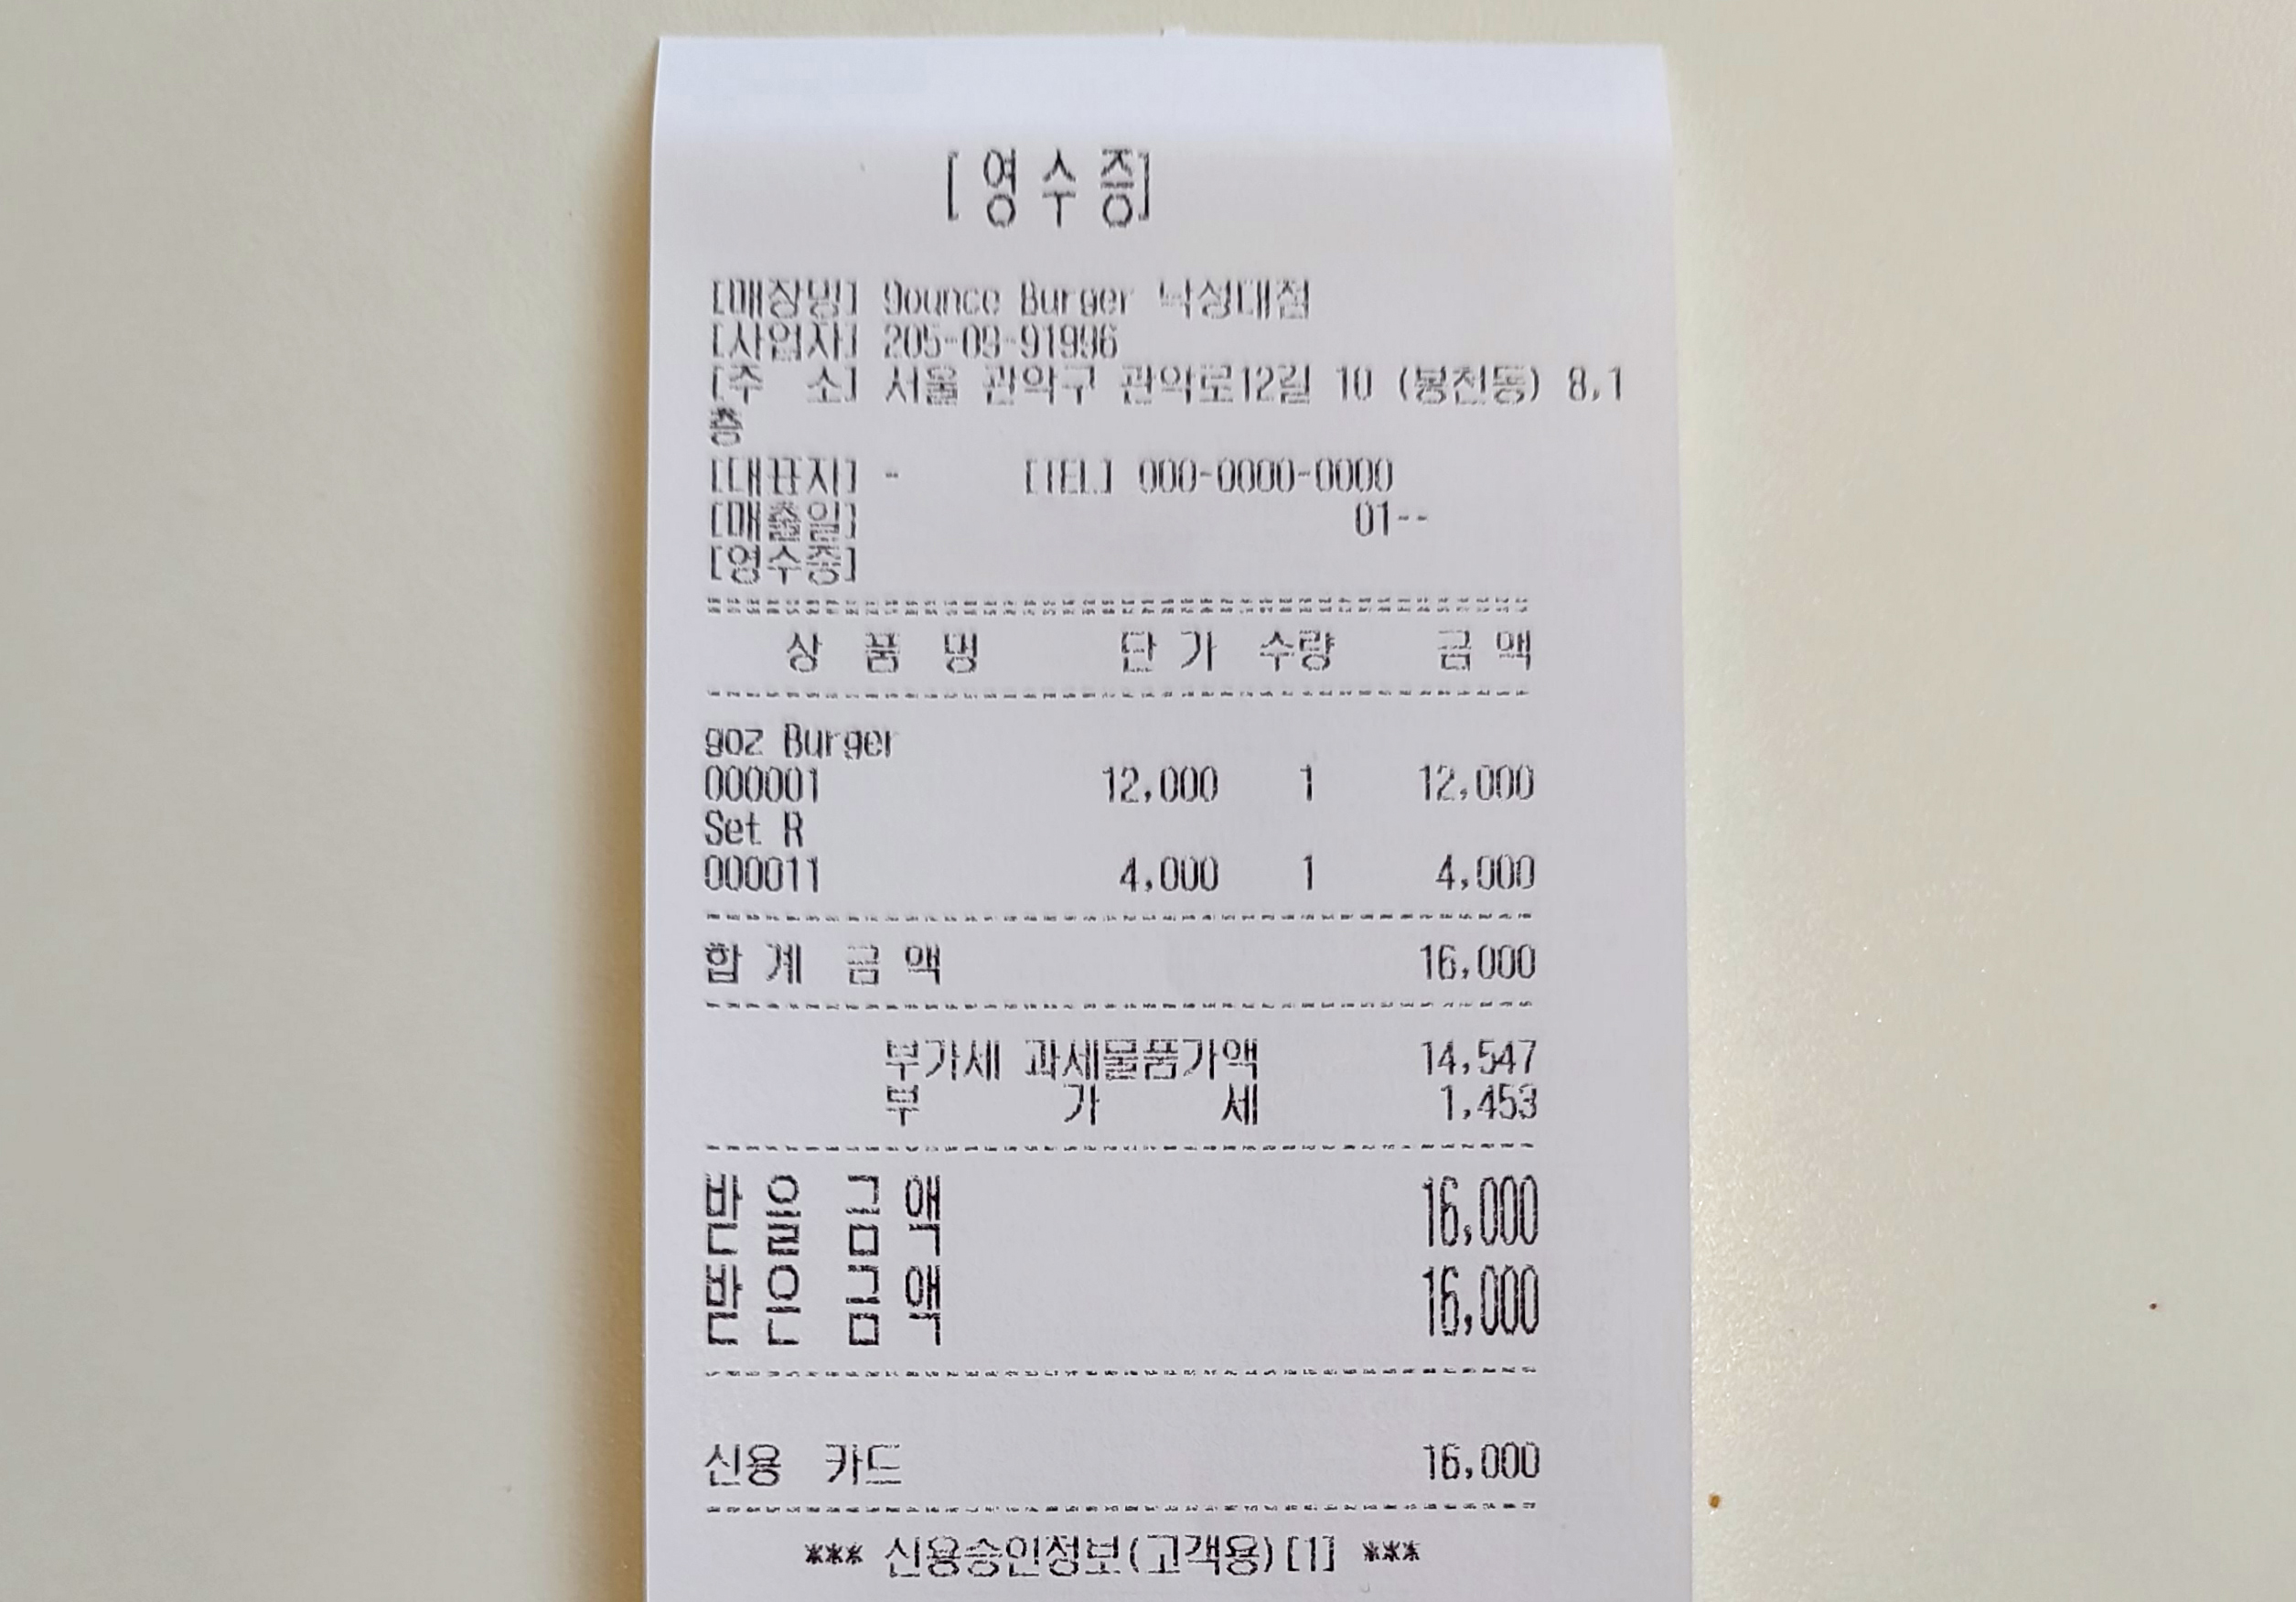 [영수증]
[매장명] 9ounce Burger 낙성대점
[사업자] 205-09-91996
[주 소] 서울 관악구 관악로12길 10 (봉천동) 8,1
층
[대표자] - [TEL] 000-0000-0000
[매출일] 01--
[영수증]
상 품 명 단 가 수량 금 액
9oz Burger
000001 12,000 1 12,000
Set R
000011 4,000 1 4,000
합 계 금 액 16,000
부가세 과세물품가액 14,547
부 가 세 1,453
받 을 금 액 16,000
받 은 금 액 16,000
신용 카드 16,000
*** 신용승인정보(고객용)[1] ***